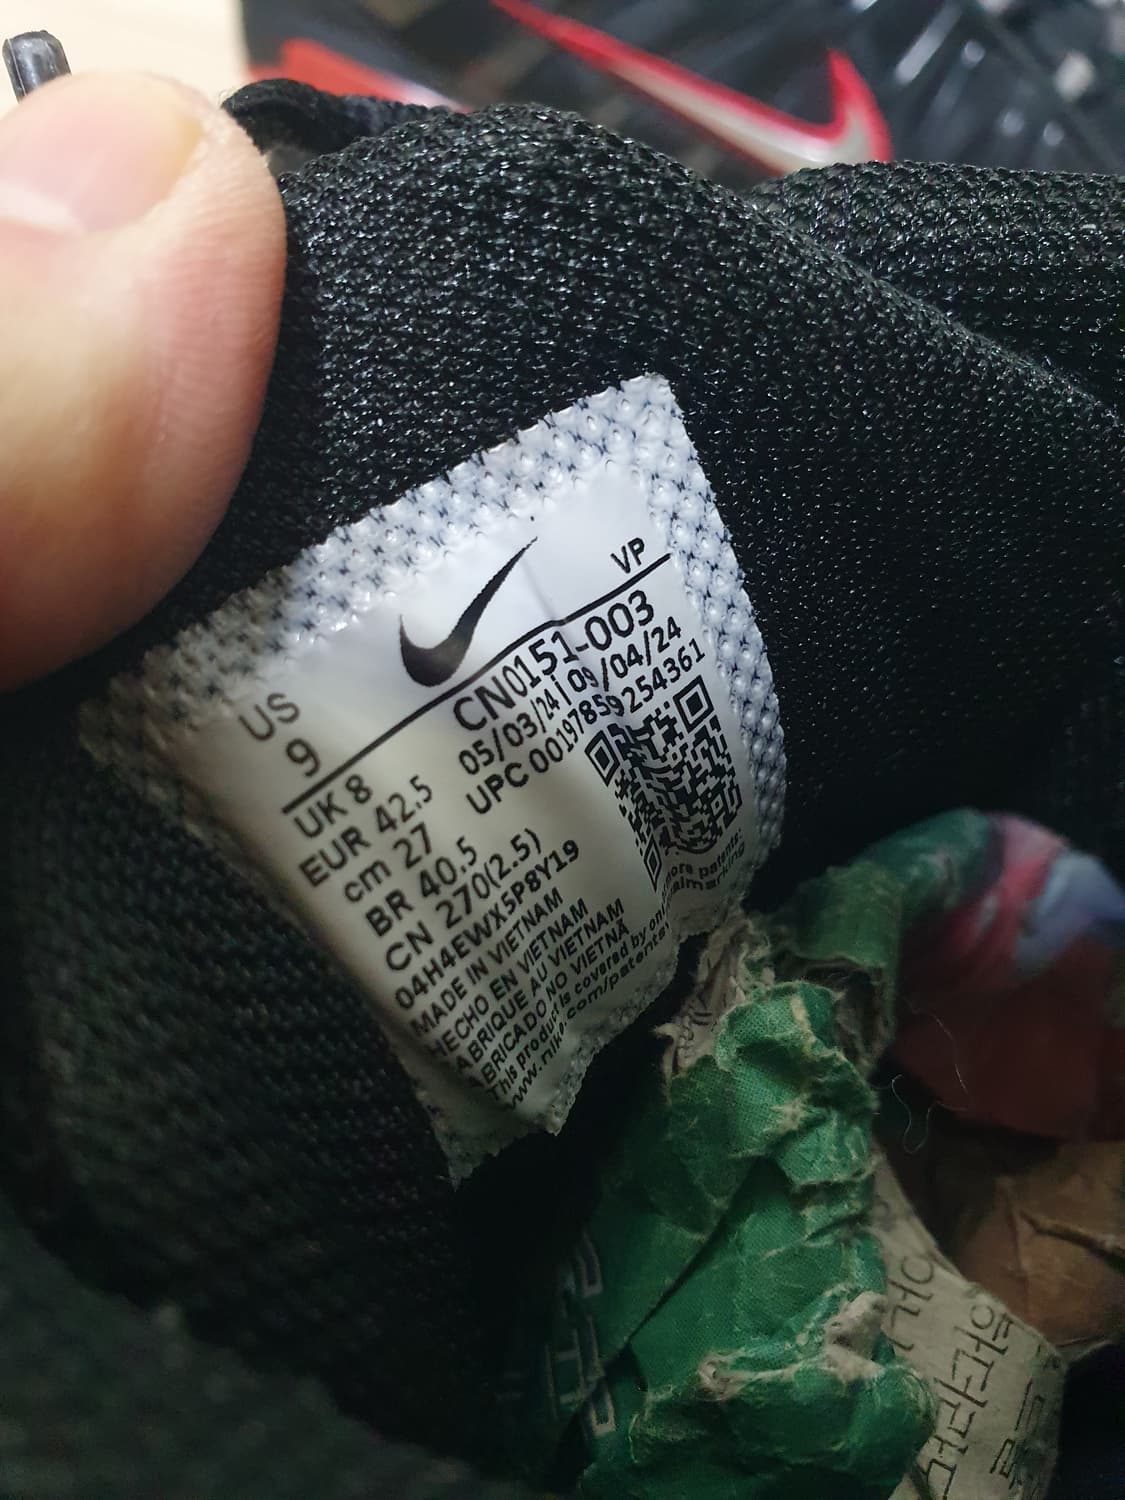 VP
US
9
CN0151-003
05/03/24 | 09/04/24
UPC 00197859254361
UK 8
EUR 42.5
cm 27
BR 40.5
CN 270(2.5)
04H4EWX5P8Y19
MADE IN VIETNAM
HECHO EN VIETNAM
FABRIQUE AU VIETNAM
FABRICADO NO VIETNÃ
This product is covered by one/ more patents:
www.nike.com/patents